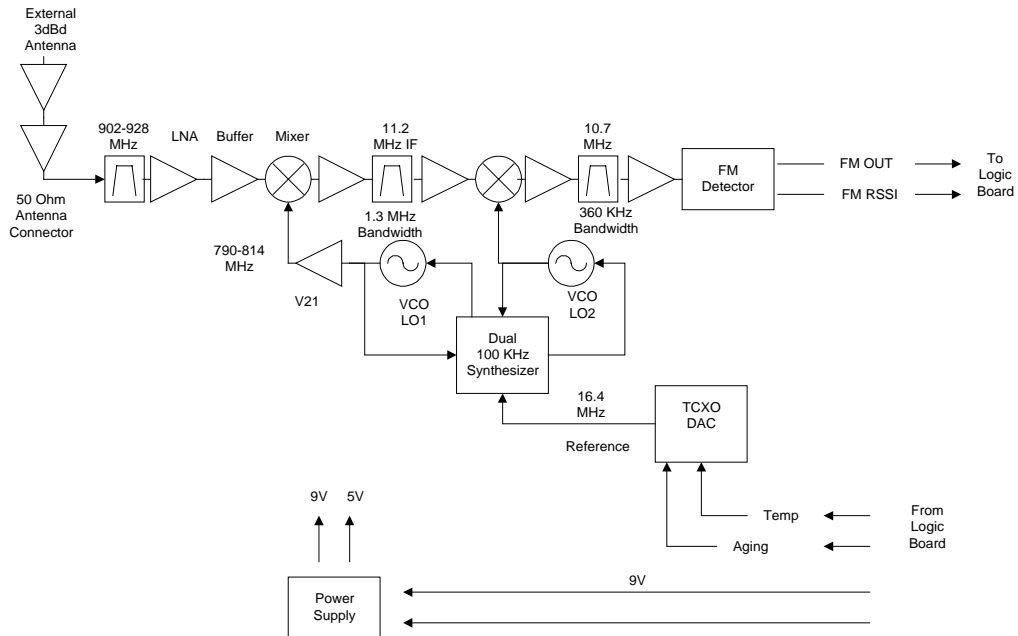 External
3dBd
Antenna
902-928
MHz
LNA
Buffer
Mixer
11.2
MHz IF
10.7
MHz
FM
Detector
FM OUT
FM RSSI
To
Logic
Board
50 Ohm
Antenna
Connector
1.3 MHz
Bandwidth
360 KHz
Bandwidth
790-814
MHz
V21
VCO
LO1
VCO
LO2
Dual
100 KHz
Synthesizer
16.4
MHz
Reference
TCXO
DAC
Temp
Aging
From
Logic
Board
9V
5V
9V
Power
Supply